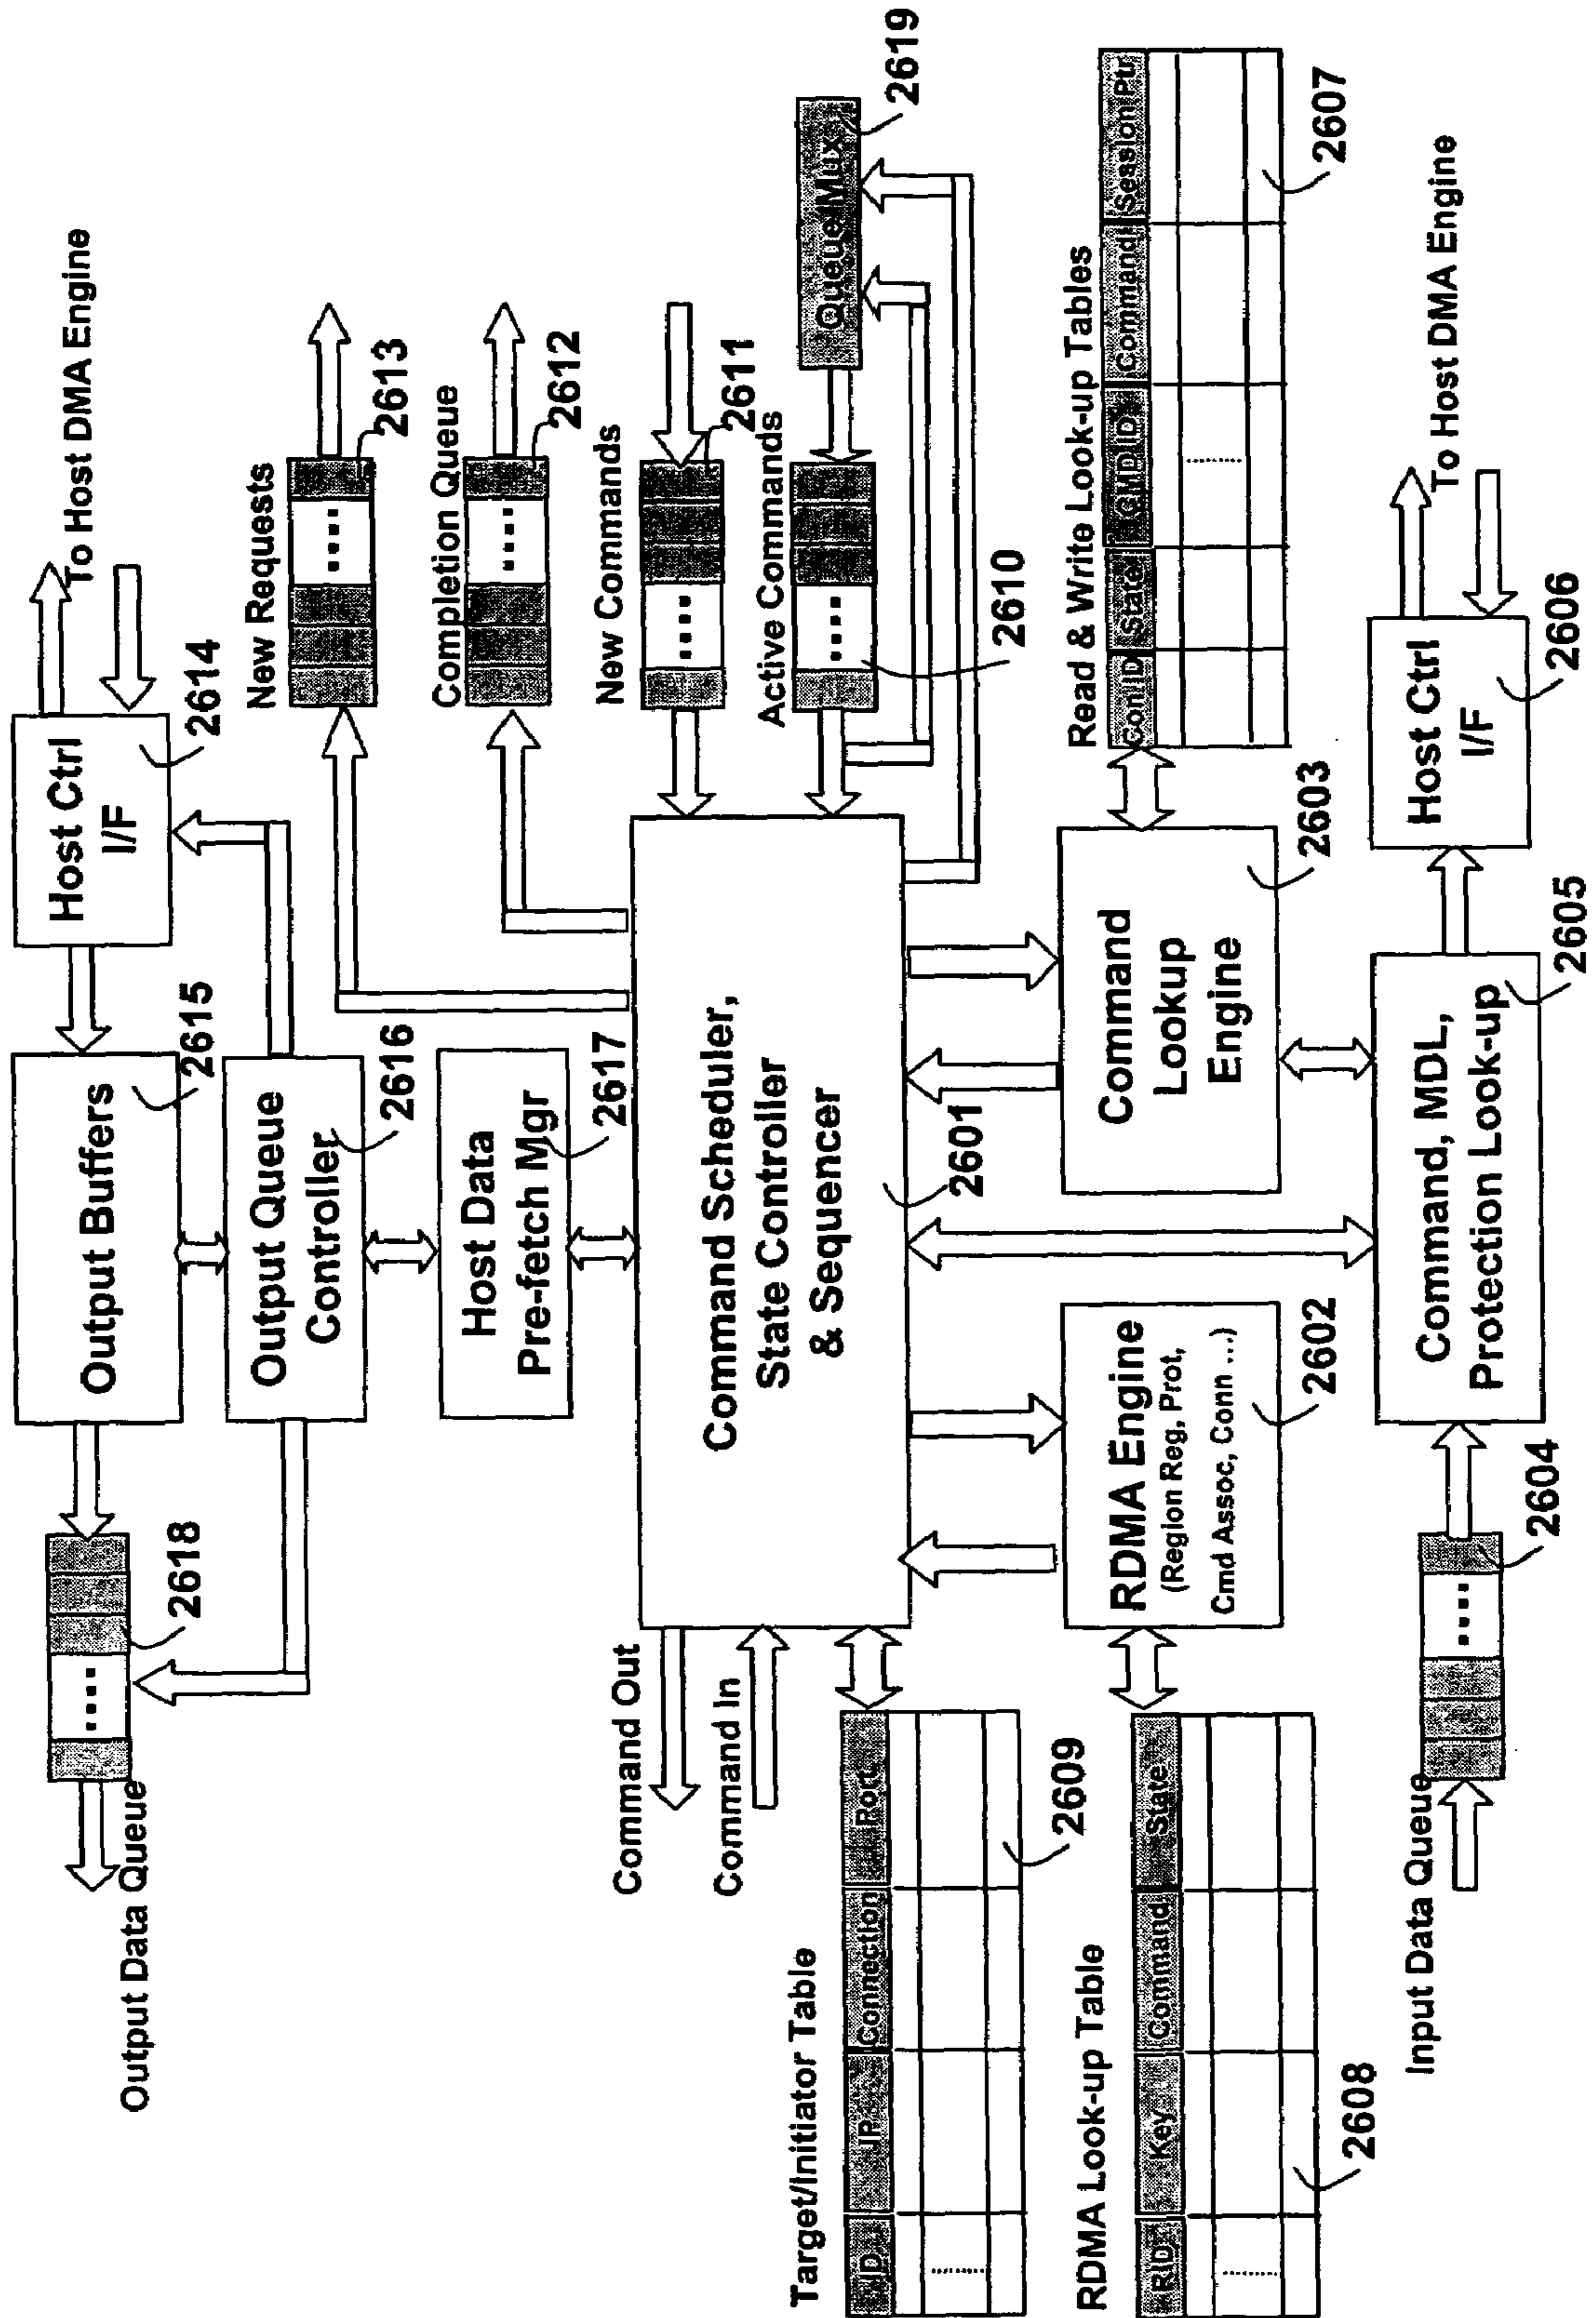 Output Data Queue
2618
Output Buffers
2615
Host Ctrl
I/F
2614
To Host DMA Engine
Output Queue
Controller
2616
Host Data
Pre-fetch Mgr
2617
New Requests
2613
Completion Queue
2612
New Commands
2611
Active Commands
2610
Queue Mux
2619
Command Out
Command In
Command Scheduler,
State Controller
& Sequencer
2601
Target/Initiator Table
ID IP Connection Port
2609
RDMA Look-up Table
RID Key Command State
2608
RDMA Engine
(Region Reg, Prot,
Cmd Assoc, Conn ...)
2602
Command
Lookup
Engine
2603
Read & Write Look-up Tables
Con/ID State Command Session Ptr
2607
Input Data Queue
2604
Command, MDL,
Protection Look-up
2605
Host Ctrl
I/F
2606
To Host DMA Engine